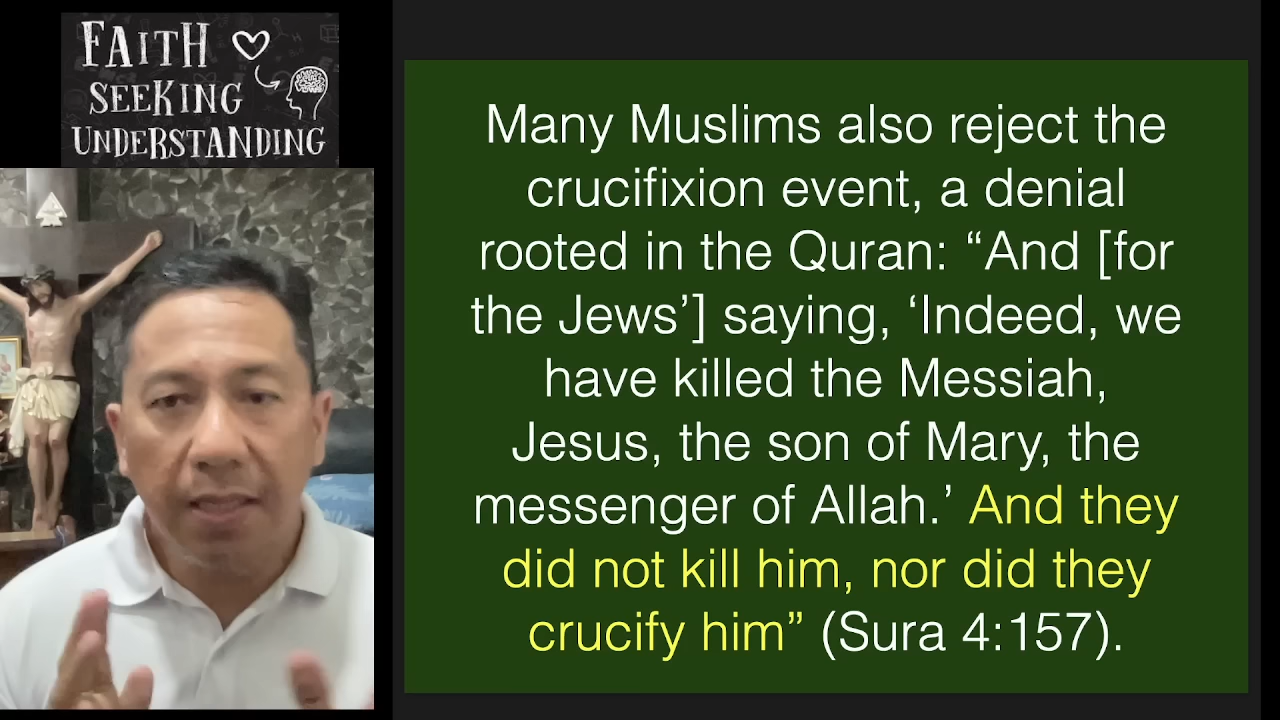 FAITH
SEEKING
UNDERSTANDING
Many Muslims also reject the
crucifixion event, a denial
rooted in the Quran: “And [for
the Jews’] saying, ‘Indeed, we
have killed the Messiah,
Jesus, the son of Mary, the
messenger of Allah.’ And they
did not kill him, nor did they
crucify him” (Sura 4:157).